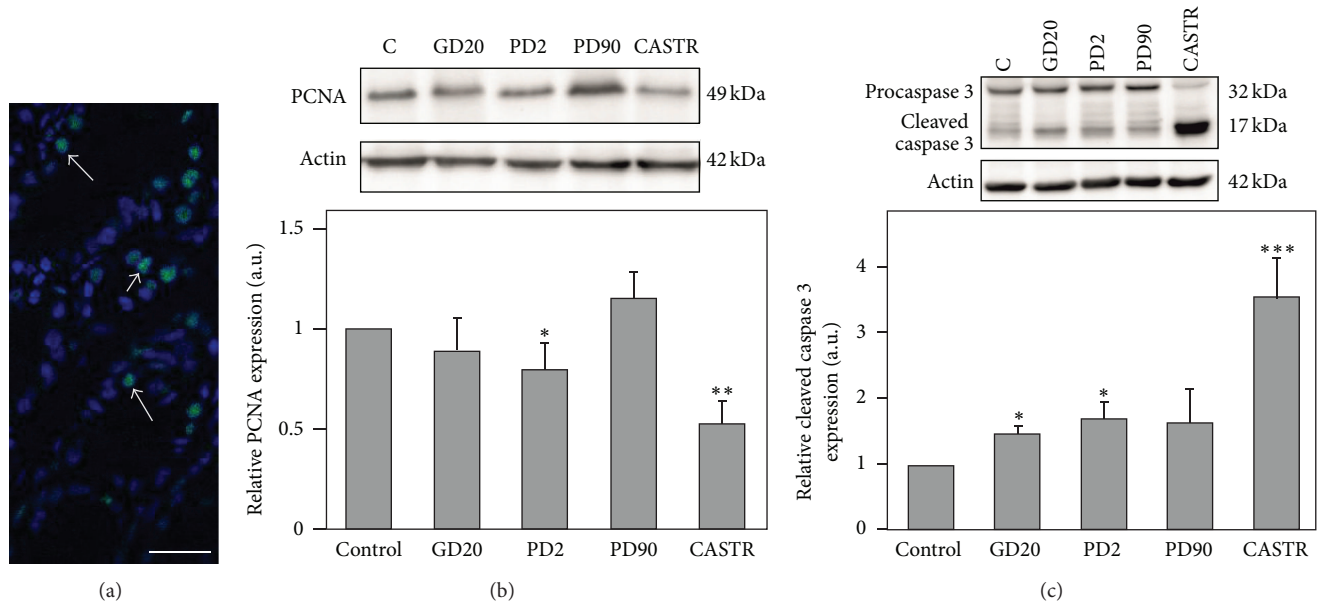 C GD20 PD2 PD90 CASTR
PCNA
49 kDa
Actin
42 kDa
Relative PCNA expression (a.u.)
1.5
1
0.5
0
*
**
Control GD20 PD2 PD90 CASTR
C GD20 PD2 PD90 CASTR
Procaspase 3
32 kDa
Cleaved
caspase 3
17 kDa
Actin
42 kDa
Relative cleaved caspase 3
expression (a.u.)
4
3
2
1
0
*
*
***
Control GD20 PD2 PD90 CASTR
(a)
(b)
(c)